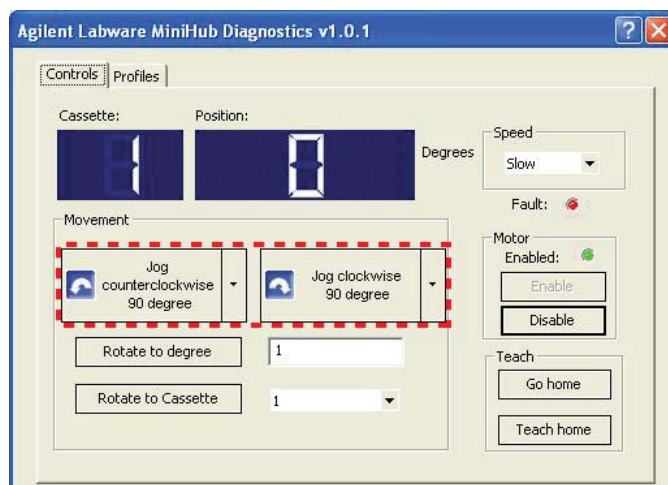 Agilent Labware MiniHub Diagnostics v1.0.1
Controls Profiles
Cassette: Position:
1 0 Degrees
Speed
Slow
Fault:
Movement
Jog
counterclockwise
90 degree
Jog clockwise
90 degree
Rotate to degree 1
Rotate to Cassette 1
Motor
Enabled:
Enable
Disable
Teach
Go home
Teach home